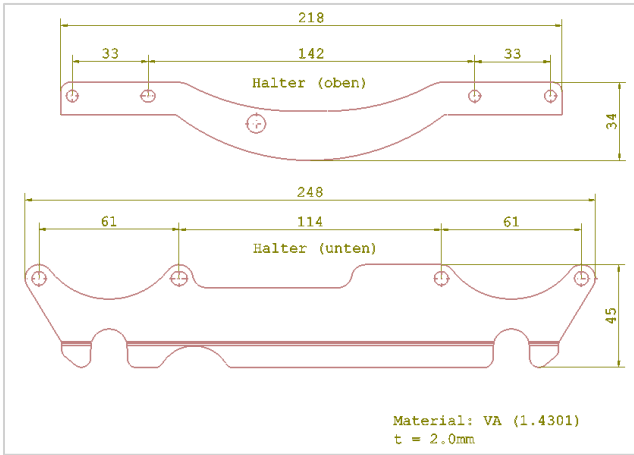 218
33
142
33
Halter (oben)
34
248
61
114
61
Halter (unten)
45
Material: VA (1.4301)
t = 2.0mm